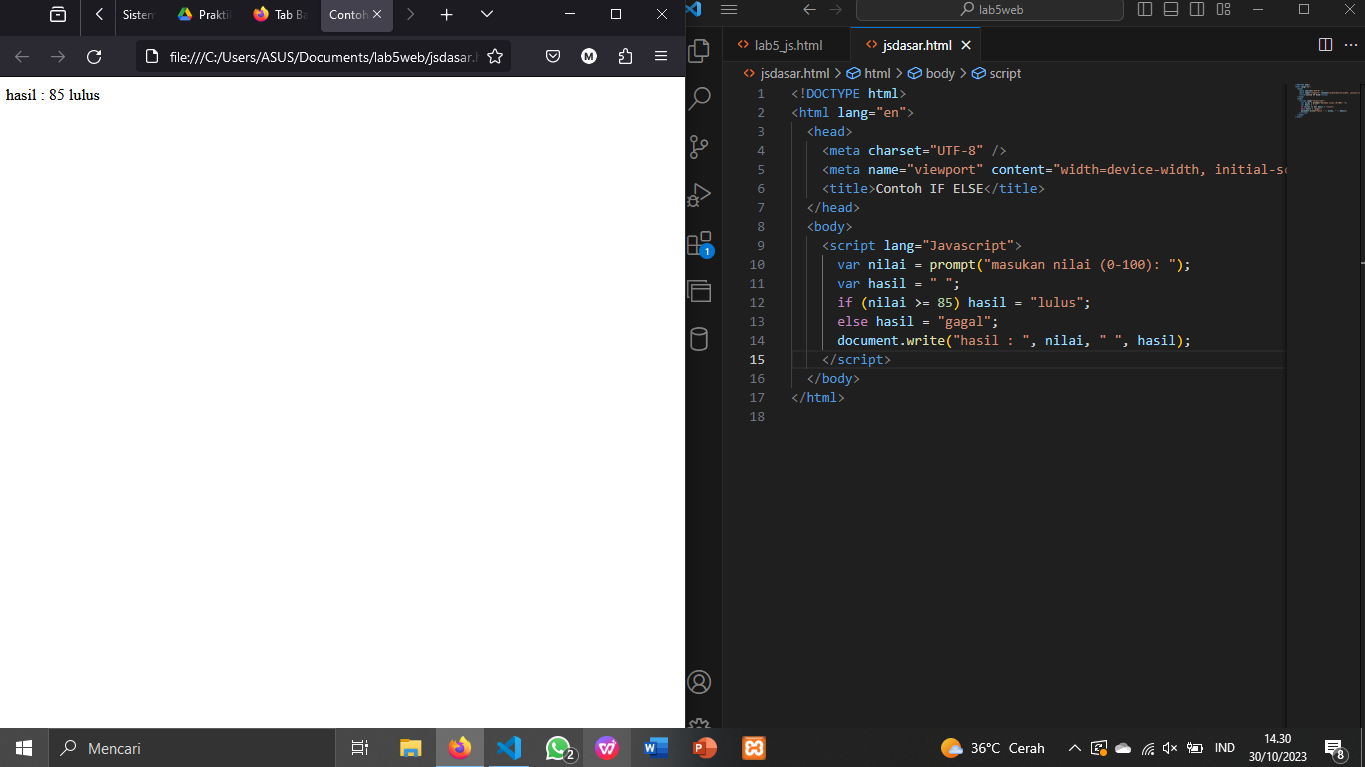 Sistem
Praktil
Tab Ba
Contoh
file:///C:/Users/ASUS/Documents/lab5web/jsdasar.h
M
hasil : 85 lulus
lab5web
lab5_js.html
jsdasar.html
jsdasar.html > html > body > script
1 <!DOCTYPE html>
2 <html lang="en">
3 <head>
4 <meta charset="UTF-8" />
5 <meta name="viewport" content="width=device-width, initial-sc
6 <title>Contoh IF ELSE</title>
7 </head>
8 <body>
9 <script lang="Javascript">
10 var nilai = prompt("masukan nilai (0-100): ");
11 var hasil = " ";
12 if (nilai >= 85) hasil = "lulus";
13 else hasil = "gagal";
14 document.write("hasil : ", nilai, " ", hasil);
15 </script>
16 </body>
17 </html>
18
1
Mencari
2
W
P
36°C Cerah
IND
14.30
30/10/2023
8